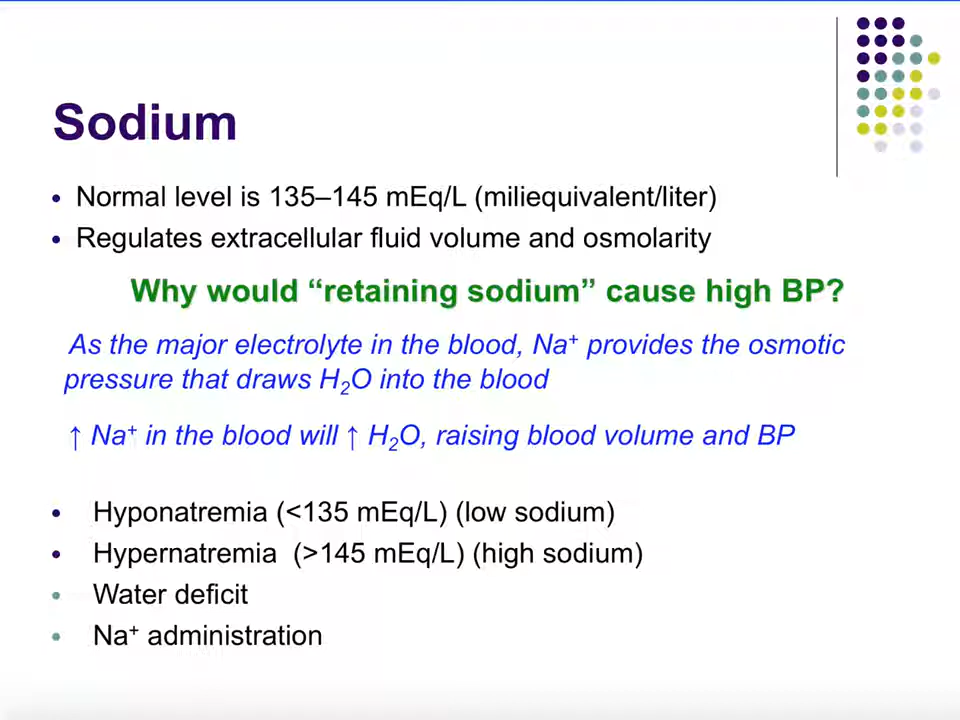 Sodium
• Normal level is 135–145 mEq/L (miliequivalent/liter)
• Regulates extracellular fluid volume and osmolarity
Why would “retaining sodium” cause high BP?
As the major electrolyte in the blood, Na⁺ provides the osmotic
pressure that draws H₂O into the blood
↑ Na⁺ in the blood will ↑ H₂O, raising blood volume and BP
• Hyponatremia (<135 mEq/L) (low sodium)
• Hypernatremia (>145 mEq/L) (high sodium)
• Water deficit
• Na⁺ administration